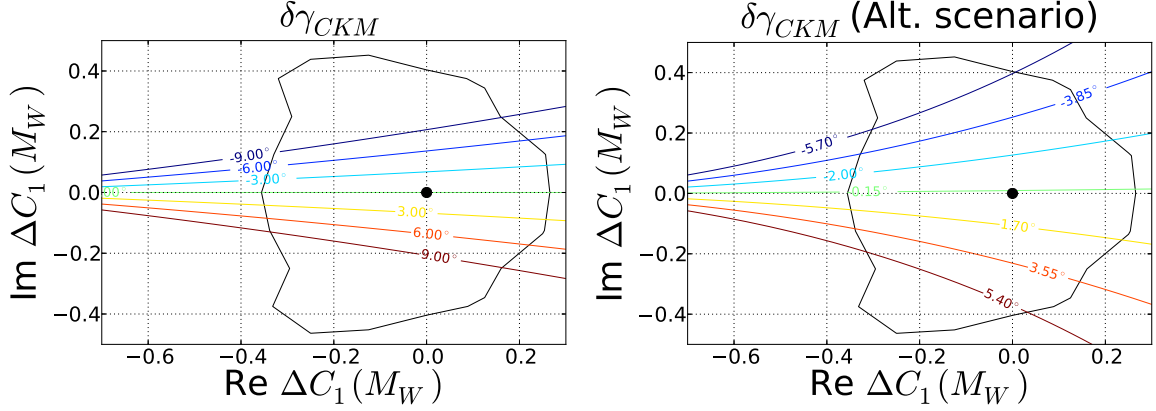 δγ_CKM
0.4
0.2
0.0
−0.2
−0.4
Im ΔC₁(M_W)
-9.00°
-6.00°
-3.00°
3.00
6.00°
9.00°
−0.6 −0.4 −0.2 0.0 0.2
Re ΔC₁(M_W)
δγ_CKM (Alt. scenario)
0.4
0.2
0.0
−0.2
−0.4
Im ΔC₁(M_W)
-5.70°
-3.85°
-2.00°
0.15°
1.70°
3.55°
5.40°
−0.6 −0.4 −0.2 0.0 0.2
Re ΔC₁(M_W)